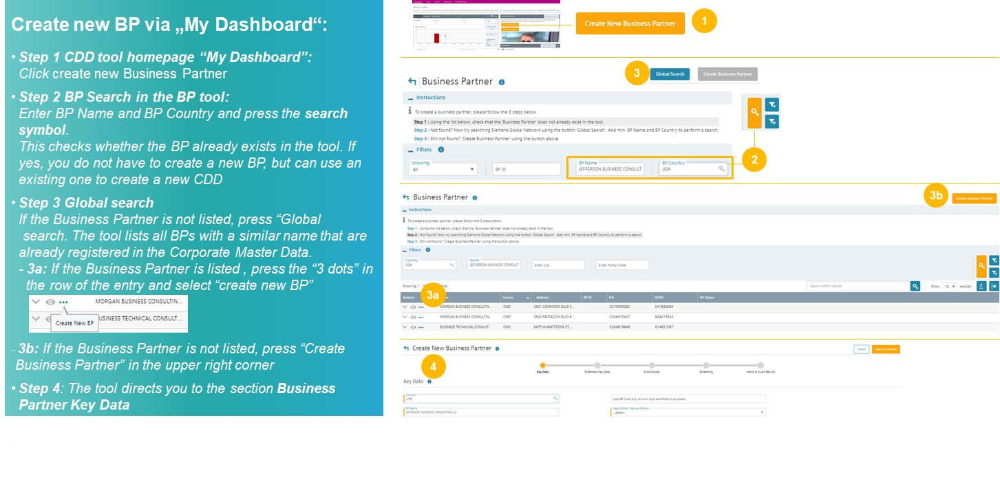 Create new BP via „My Dashboard“:
• Step 1 CDD tool homepage “My Dashboard”:
Click create new Business Partner
• Step 2 BP Search in the BP tool:
Enter BP Name and BP Country and press the search
symbol.
This checks whether the BP already exists in the tool. If
yes, you do not have to create a new BP, but can use an
existing one to create a new CDD
• Step 3 Global search
If the Business Partner is not listed, press “Global
search. The tool lists all BPs with a similar name that are
already registered in the Corporate Master Data.
- 3a: If the Business Partner is listed , press the “3 dots” in
the row of the entry and select “create new BP”
MORGAN BUSINESS CONSULTIN...
Create New BP
USINESS TECHNICAL CONSULT...
- 3b: If the Business Partner is not listed, press “Create
Business Partner” in the upper right corner
• Step 4: The tool directs you to the section Business
Partner Key Data
Create New Business Partner
1
3
Global Search
Create Business Partner
Business Partner
Instructions
To create a business partner, please follow the 3 steps below
Step 1 : Using the list below, check that the 'Business Partner' does not already exist in the tool.
Step 2 : Not found? Now try searching Siemens Global Network using the button 'Global Search'. Add min. BP Name and BP Country to perform a search.
Step 3 : Still not found? 'Create Business Partner' using the button above.
Filters
Showing
All
BP ID
BP Name
JEFFERSON BUSINESS CONSULT
BP Country
USA
2
Business Partner
3b
Create Business Partner
Instructions
To create a business partner, please follow the 3 steps below
Step 1 : Using the list below, check that the 'Business Partner' does not already exist in the tool.
Step 2 : Not found? Now try searching Siemens Global Network using the button 'Global Search'. Add min. BP Name and BP Country to perform a search.
Step 3 : Still not found? 'Create Business Partner' using the button above.
Filters
Country
USA
Name
JEFFERSON BUSINESS CONSULT
Enter City
Enter Postal Code
Showing 1 -
3a
Search within results
Show 10 records
Actions Source Address BP ID IFA DUNS BP Status
MORGAN BUSINESS CONSULTIN... CMD 2601 COMMONS BLVD S... 0270959283 041835684
MORGAN BUSINESS CONSULTIN... CMD 3500 PENTAGON BLVD #... 0266973447 828419544
BUSINESS TECHNICAL CONSULT... CMD 6475 WHEATSTONE CT,... 0266819848 614921067
Create New Business Partner
Cancel
Save & Continue
4
Key Data
Extended Key Data
Subsidiaries
Screening
Alerts & Audit Results
Key Data
Country
USA
Local BP Code (e.g. for own local identification purposes)
BP Name
JEFFERSON BUSINESS CONSULTING LLC
Legal Entity / Natural Person
--Select--